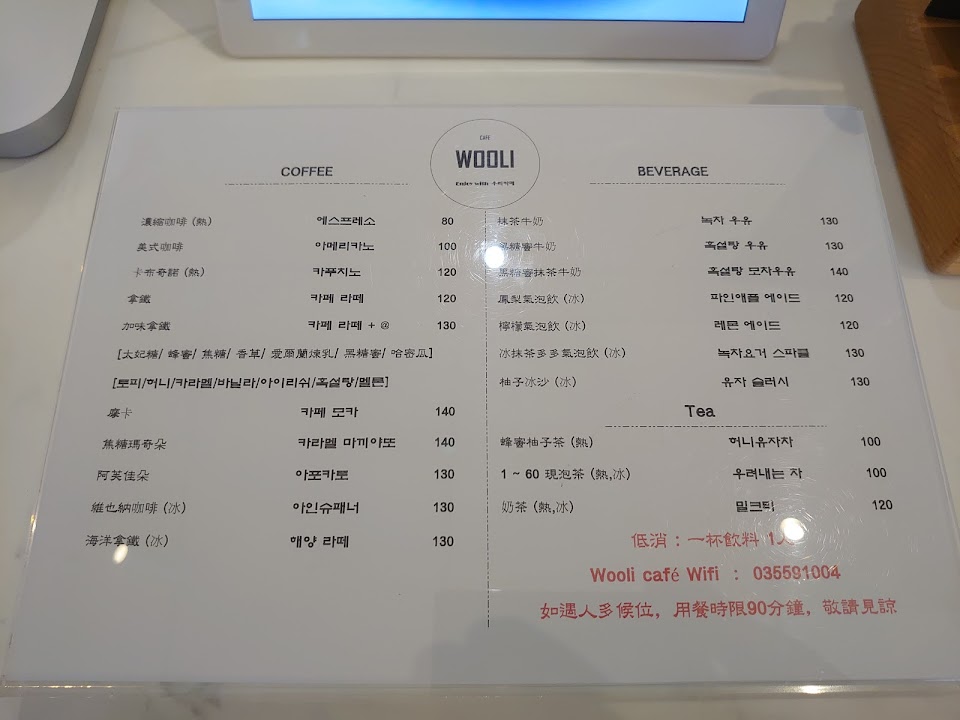 CAFE
WOOLI
Enjoy with 우리카페
COFFEE
濃縮咖啡 (熱) 에스프레소 80
美式咖啡 아메리카노 100
卡布奇諾 (熱) 카푸치노 120
拿鐵 카페 라떼 120
加味拿鐵 카페 라떼 + @ 130
[太妃糖/ 蜂蜜/ 焦糖/ 香草/ 愛爾蘭煉乳/ 黑糖蜜/ 哈密瓜]
[토피/허니/카라멜/바닐라/아이리쉬/흑설탕/멜론]
摩卡 카페 모카 140
焦糖瑪奇朵 카라멜 마끼야또 140
阿芙佳朵 아포카토 130
維也納咖啡 (冰) 아인슈패너 130
海洋拿鐵 (冰) 해양 라떼 130
BEVERAGE
抹茶牛奶 녹차 우유 130
黑糖蜜牛奶 흑설탕 우유 130
黑糖蜜抹茶牛奶 흑설탕 모차우유 140
鳳梨氣泡飲 (冰) 파인애플 에이드 120
檸檬氣泡飲 (冰) 레몬 에이드 120
冰抹茶多多氣泡飲 (冰) 녹차요거 스파클 130
柚子冰沙 (冰) 유자 슬러시 130
Tea
蜂蜜柚子茶 (熱) 허니유자차 100
1 ~ 60 現泡茶 (熱,冰) 우려내는 차 100
奶茶 (熱,冰) 밀크티 120
低消：一杯飲料 1人
Wooli café Wifi : 035591004
如遇人多候位，用餐時限90分鐘，敬請見諒